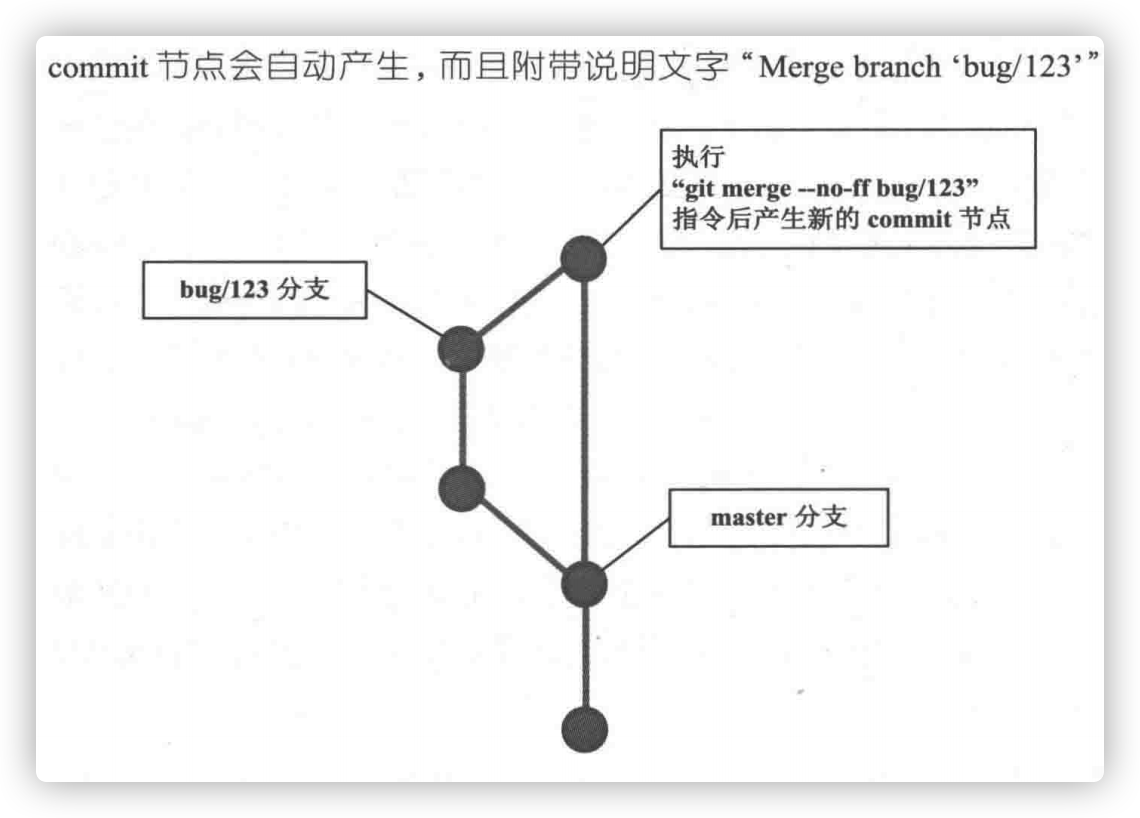 commit 节点会自动产生，而且附带说明文字“Merge branch ‘bug/123’”
执行
“git merge --no-ff bug/123”
指令后产生新的 commit 节点
bug/123 分支
master 分支